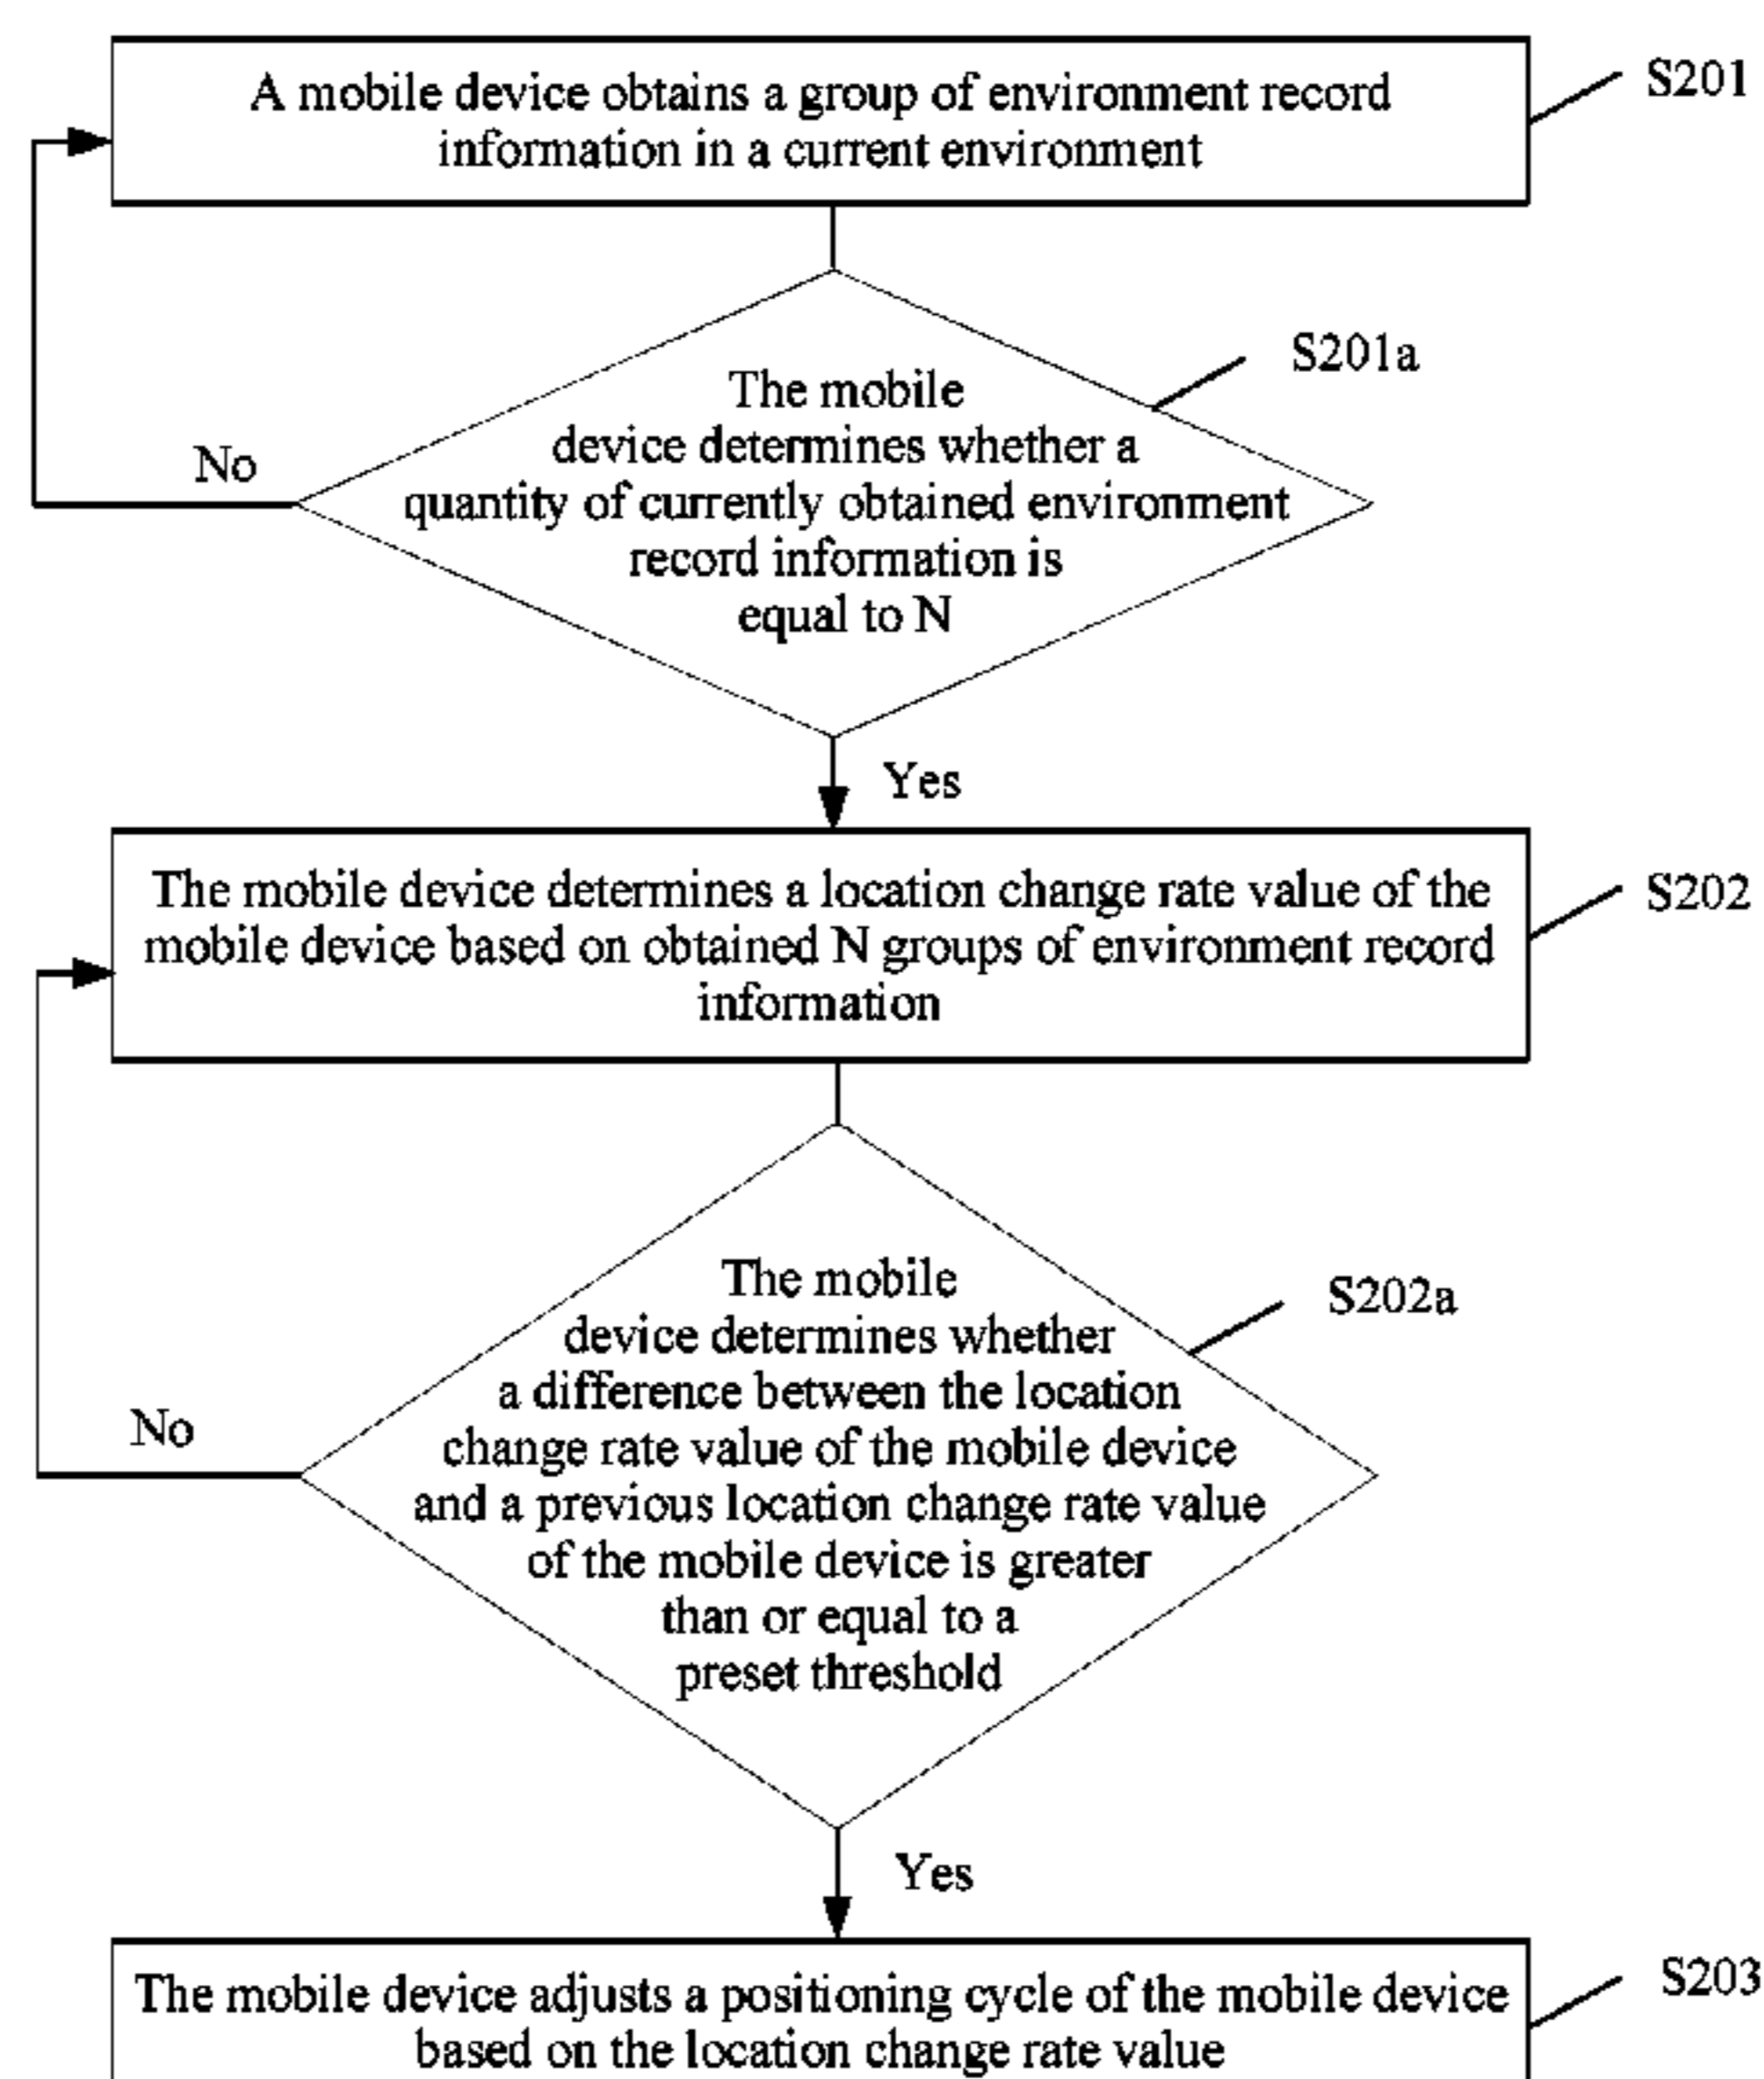 A mobile device obtains a group of environment record
information in a current environment
S201
S201a
The mobile
device determines whether a
quantity of currently obtained environment
record information is
equal to N
No
Yes
The mobile device determines a location change rate value of the
mobile device based on obtained N groups of environment record
information
S202
S202a
The mobile
device determines whether
a difference between the location
change rate value of the mobile device
and a previous location change rate value
of the mobile device is greater
than or equal to a
preset threshold
No
Yes
The mobile device adjusts a positioning cycle of the mobile device
based on the location change rate value
S203